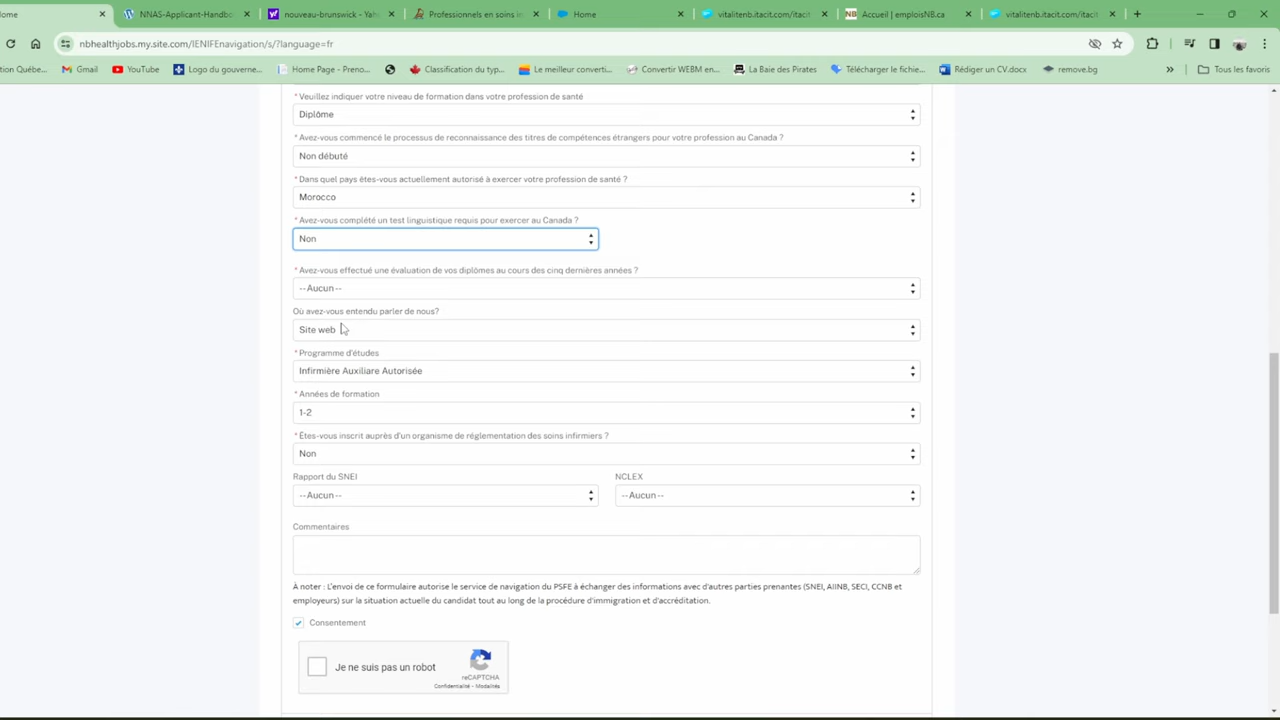 ome
NNAS-Applicant-Handbo
nouveau-brunswick - Yah
Professionnels en soins in
Home
vitalitenb.itacit.com/itacit
Accueil | emploisNB.ca
vitalitenb.itacit.com/itacit
nbhealthjobs.my.site.com/IENIFEnavigation/s/?language=fr
tion Québe...
Gmail
YouTube
Logo du gouverne...
Home Page - Preno...
Classification du typ...
Le meilleur converti...
Convertir WEBM en...
La Baie des Pirates
Télécharger le fichie...
Rédiger un CV.docx
remove.bg
»
Tous les favoris
* Veuillez indiquer votre niveau de formation dans votre profession de santé
Diplôme
* Avez-vous commencé le processus de reconnaissance des titres de compétences étrangers pour votre profession au Canada ?
Non débuté
* Dans quel pays êtes-vous actuellement autorisé à exercer votre profession de santé ?
Morocco
* Avez-vous complété un test linguistique requis pour exercer au Canada ?
Non
* Avez-vous effectué une évaluation de vos diplômes au cours des cinq dernières années ?
--Aucun--
Où avez-vous entendu parler de nous?
Site web
* Programme d'études
Infirmière Auxiliare Autorisée
* Années de formation
1-2
* Êtes-vous inscrit auprès d'un organisme de réglementation des soins infirmiers ?
Non
Rapport du SNEI
NCLEX
--Aucun--
--Aucun--
Commentaires
À noter : L'envoi de ce formulaire autorise le service de navigation du PSFE à échanger des informations avec d'autres parties prenantes (SNEI, AIINB, SECI, CCNB et
employeurs) sur la situation actuelle du candidat tout au long de la procédure d'immigration et d'accréditation.
Consentement
Je ne suis pas un robot
reCAPTCHA
Confidentialité - Modalités